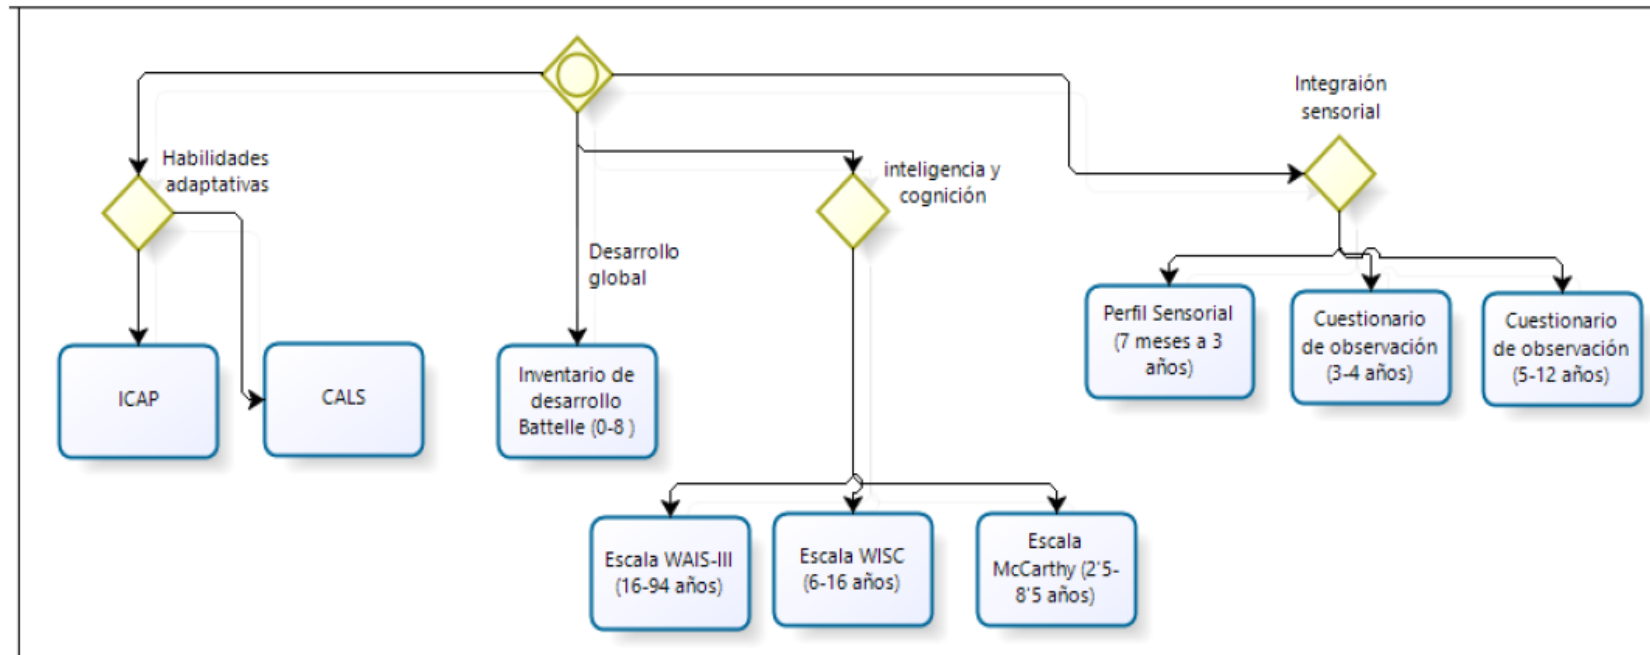 Integraión
sensorial
Habilidades
adaptativas
inteligencia y
cognición
Desarrollo
global
Perfil Sensorial
(7 meses a 3
años)
Cuestionario
de observación
(3-4 años)
Cuestionario
de observación
(5-12 años)
ICAP
CALS
Inventario de
desarrollo
Battelle (0-8 )
Escala WAIS-III
(16-94 años)
Escala WISC
(6-16 años)
Escala
McCarthy (2'5-
8'5 años)